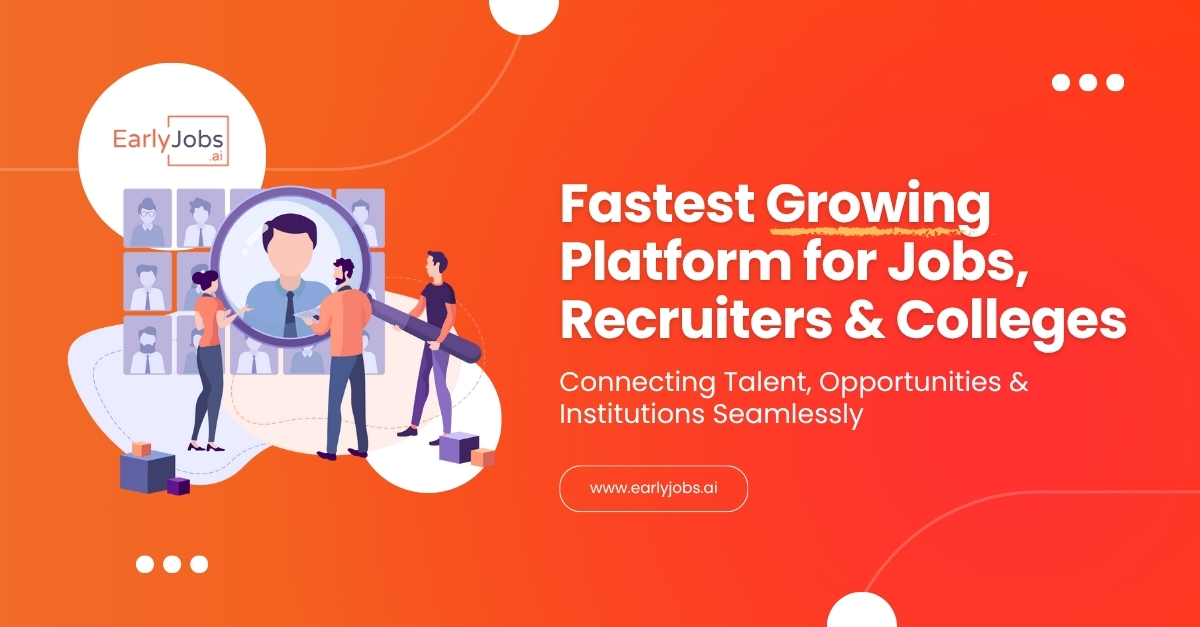 EarlyJobs
.ai
Fastest Growing
Platform for Jobs,
Recruiters & Colleges
Connecting Talent, Opportunities &
Institutions Seamlessly
www.earlyjobs.ai